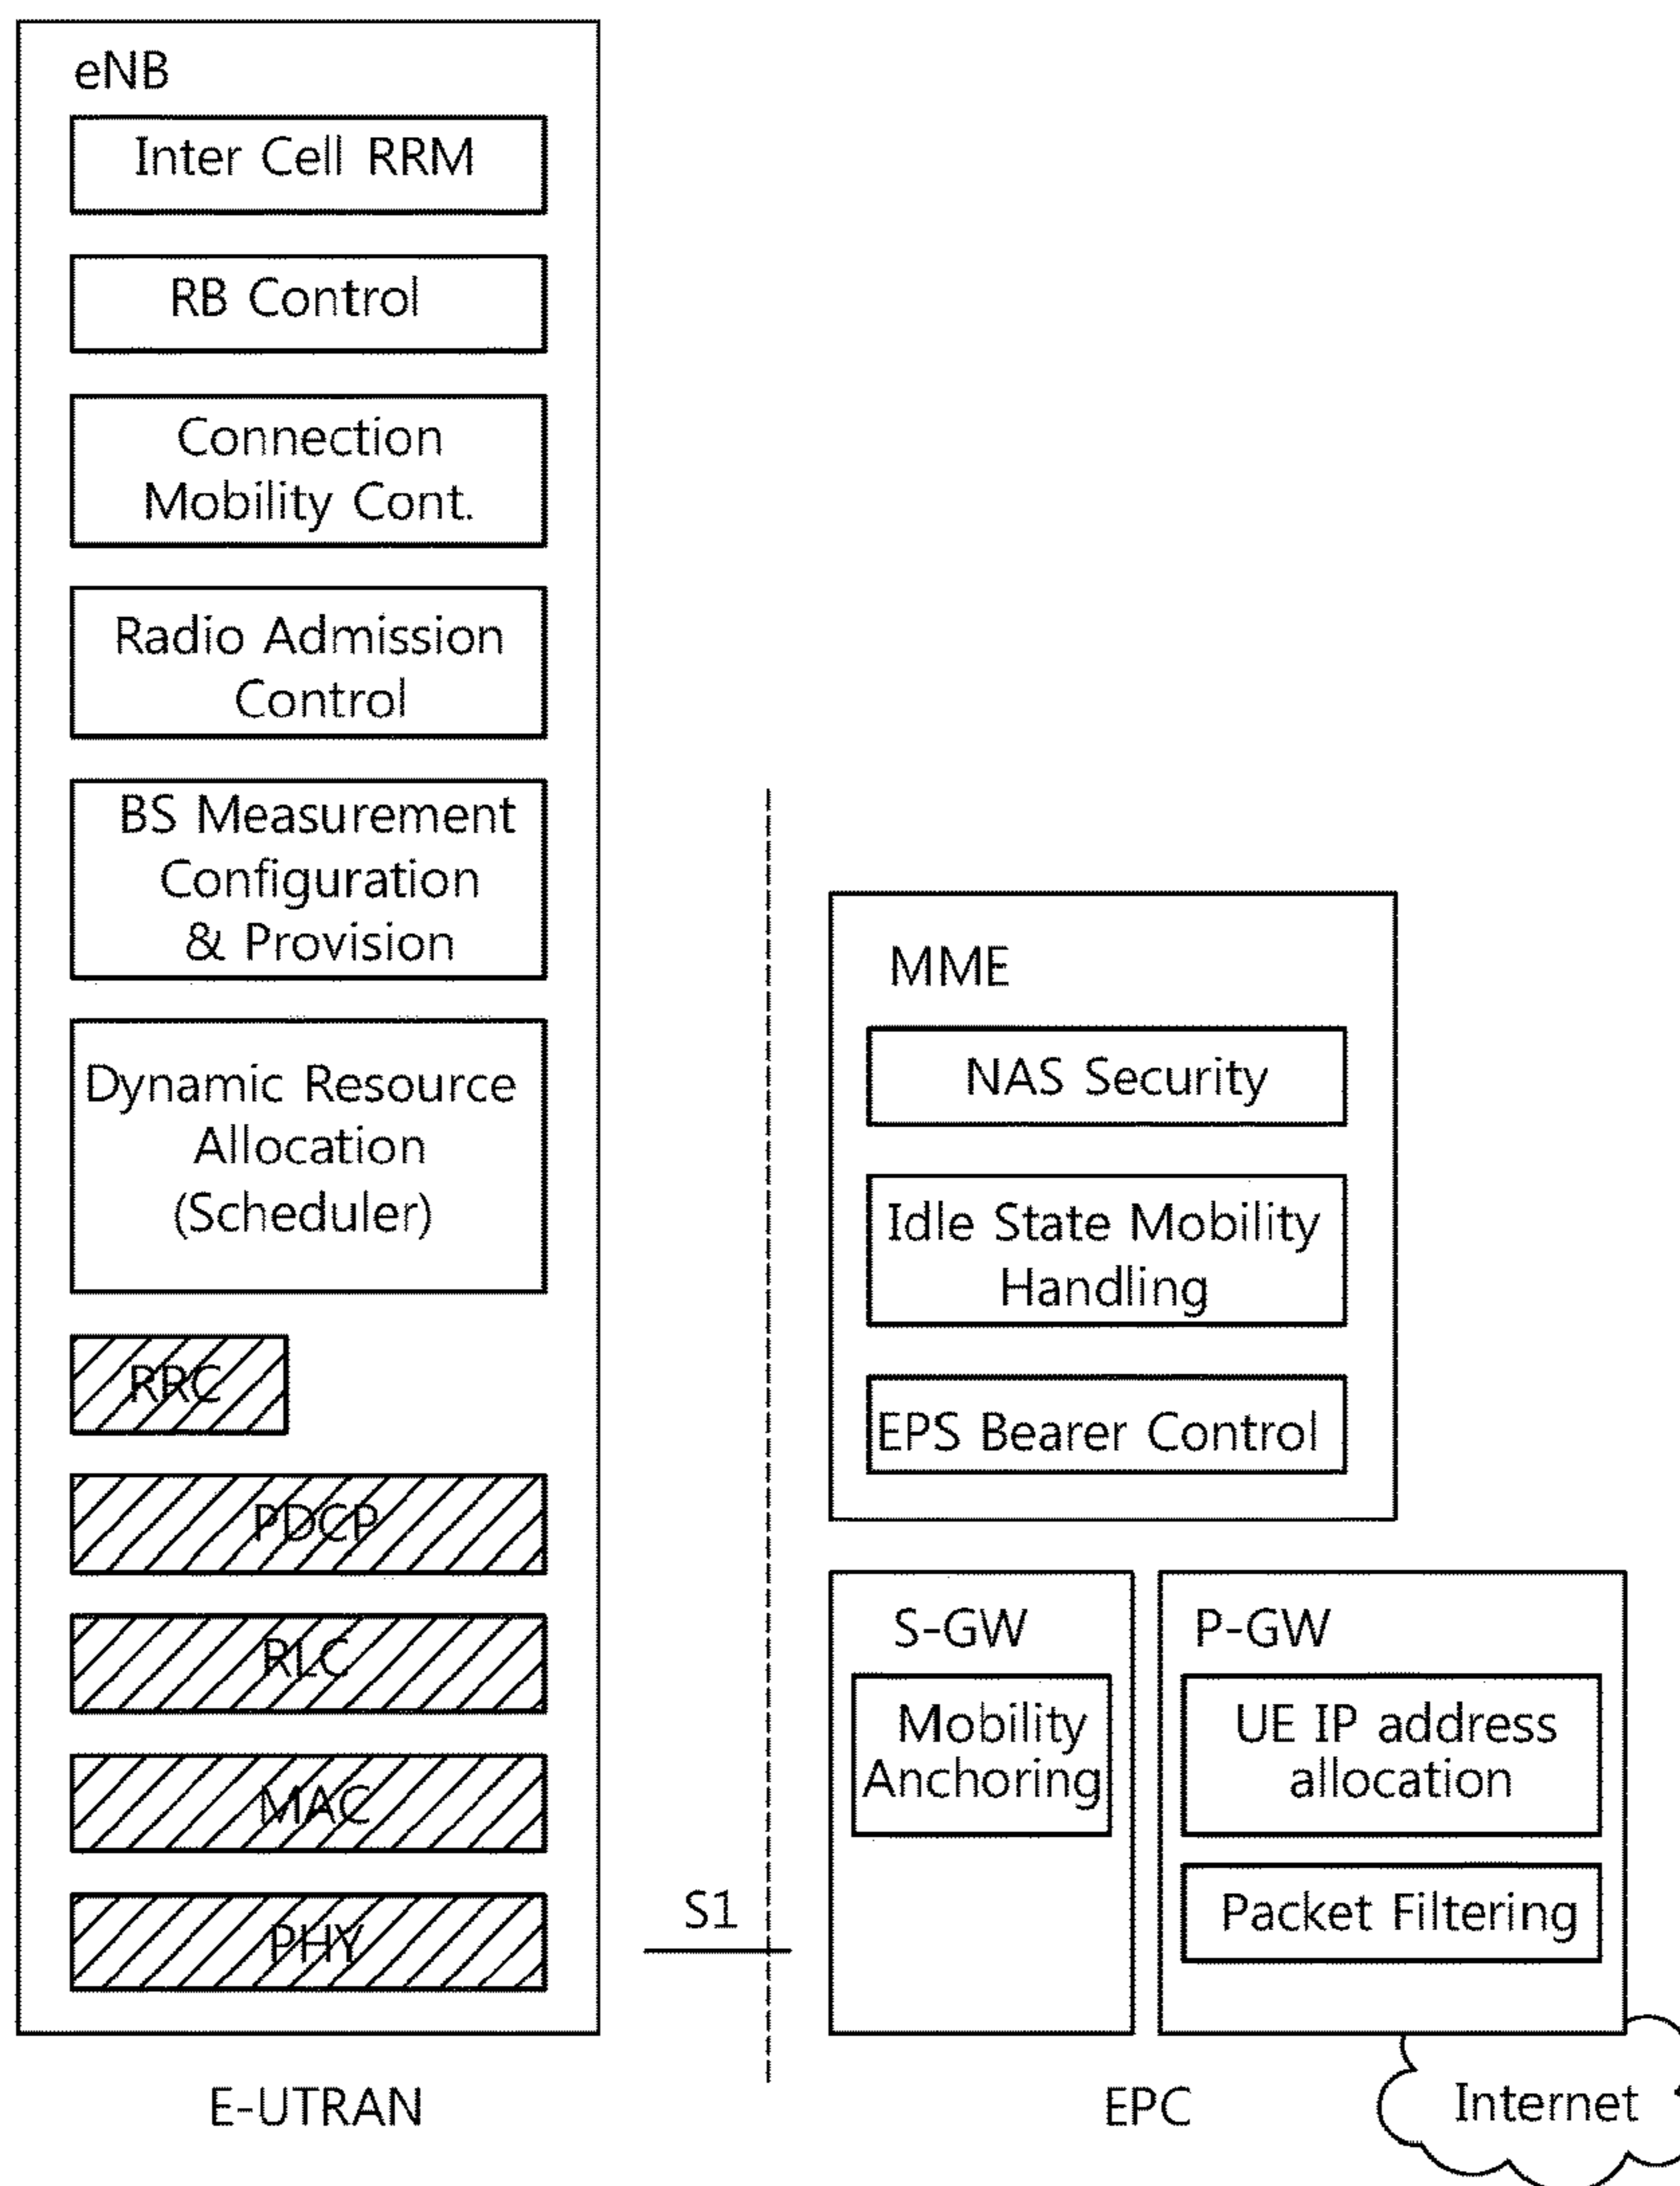 eNB
Inter Cell RRM
RB Control
Connection
Mobility Cont.
Radio Admission
Control
BS Measurement
Configuration
& Provision
Dynamic Resource
Allocation
(Scheduler)
RRC
PDCP
RLC
MAC
PHY
E-UTRAN
S1
MME
NAS Security
Idle State Mobility
Handling
EPS Bearer Control
S-GW
Mobility
Anchoring
P-GW
UE IP address
allocation
Packet Filtering
EPC
Internet